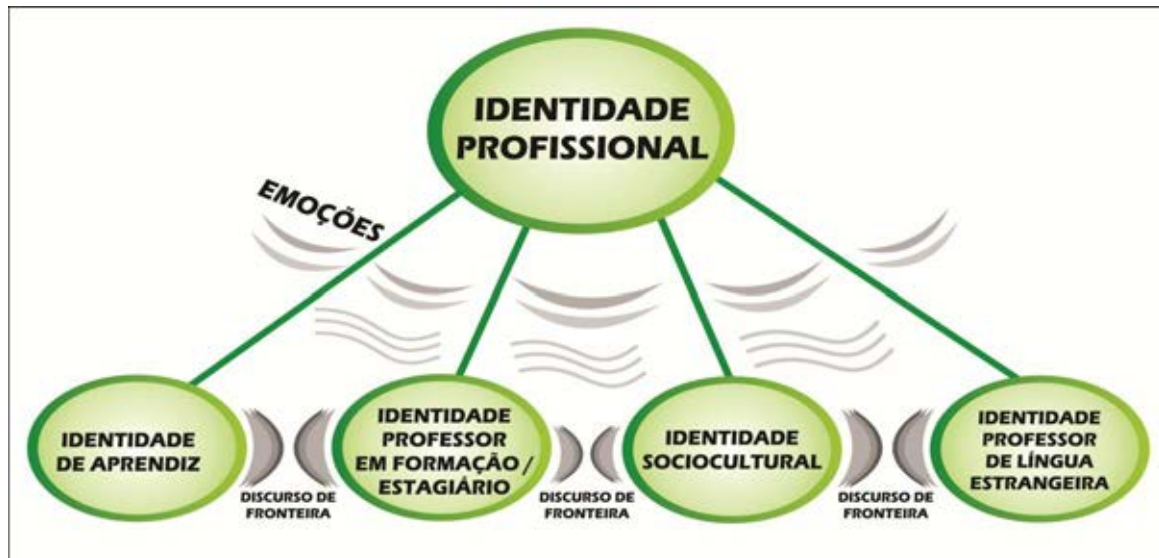 IDENTIDADE
PROFISSIONAL
EMOÇÕES
IDENTIDADE
DE APRENDIZ
DISCURSO DE
FRONTEIRA
IDENTIDADE
PROFESSOR
EM FORMAÇÃO /
ESTAGIÁRIO
DISCURSO DE
FRONTEIRA
IDENTIDADE
SOCIOCULTURAL
DISCURSO DE
FRONTEIRA
IDENTIDADE
PROFESSOR
DE LÍNGUA
ESTRANGEIRA